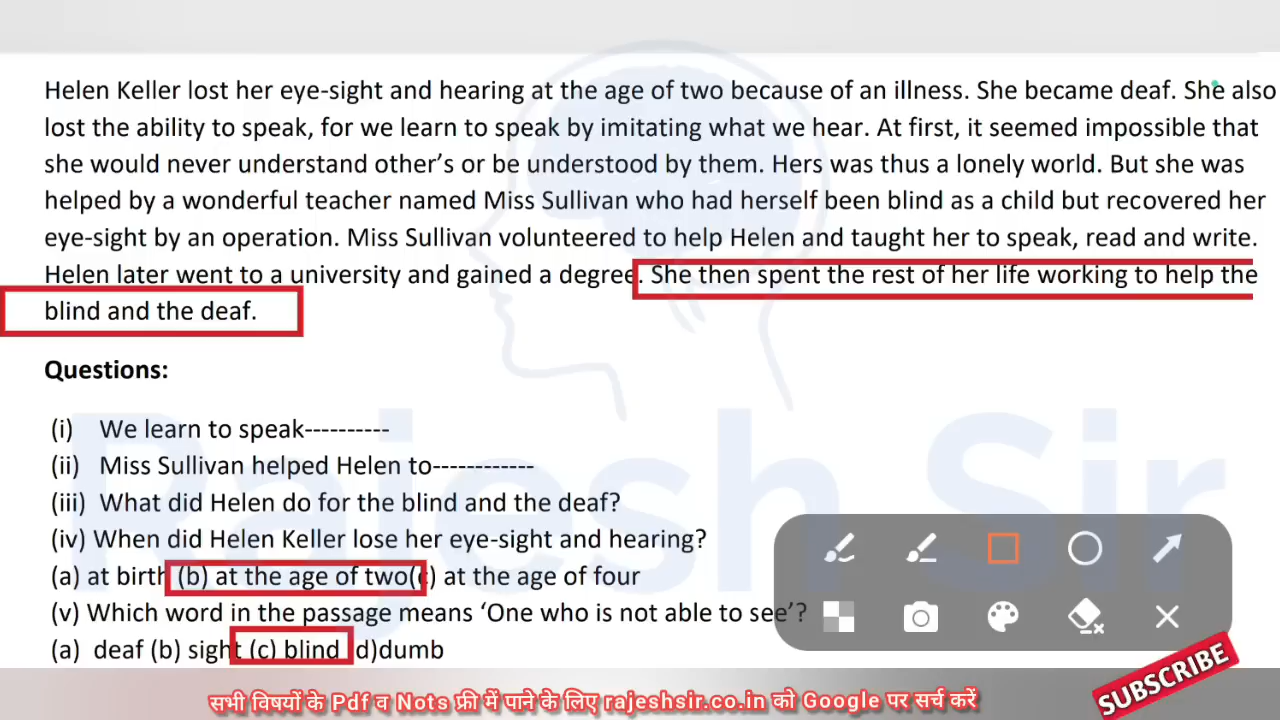 Helen Keller lost her eye-sight and hearing at the age of two because of an illness. She became deaf. She also
lost the ability to speak, for we learn to speak by imitating what we hear. At first, it seemed impossible that
she would never understand other's or be understood by them. Hers was thus a lonely world. But she was
helped by a wonderful teacher named Miss Sullivan who had herself been blind as a child but recovered her
eye-sight by an operation. Miss Sullivan volunteered to help Helen and taught her to speak, read and write.
Helen later went to a university and gained a degree. She then spent the rest of her life working to help the
blind and the deaf.
Questions:
(i) We learn to speak----------
(ii) Miss Sullivan helped Helen to------------
(iii) What did Helen do for the blind and the deaf?
(iv) When did Helen Keller lose her eye-sight and hearing?
(a) at birth (b) at the age of two(c) at the age of four
(v) Which word in the passage means ‘One who is not able to see’?
(a) deaf (b) sight (c) blind (d)dumb
Rajesh Sir
SUBSCRIBE
सभी विषयों के Pdf व Nots फ्री में पाने के लिए rajeshsir.co.in को Google पर सर्च करें